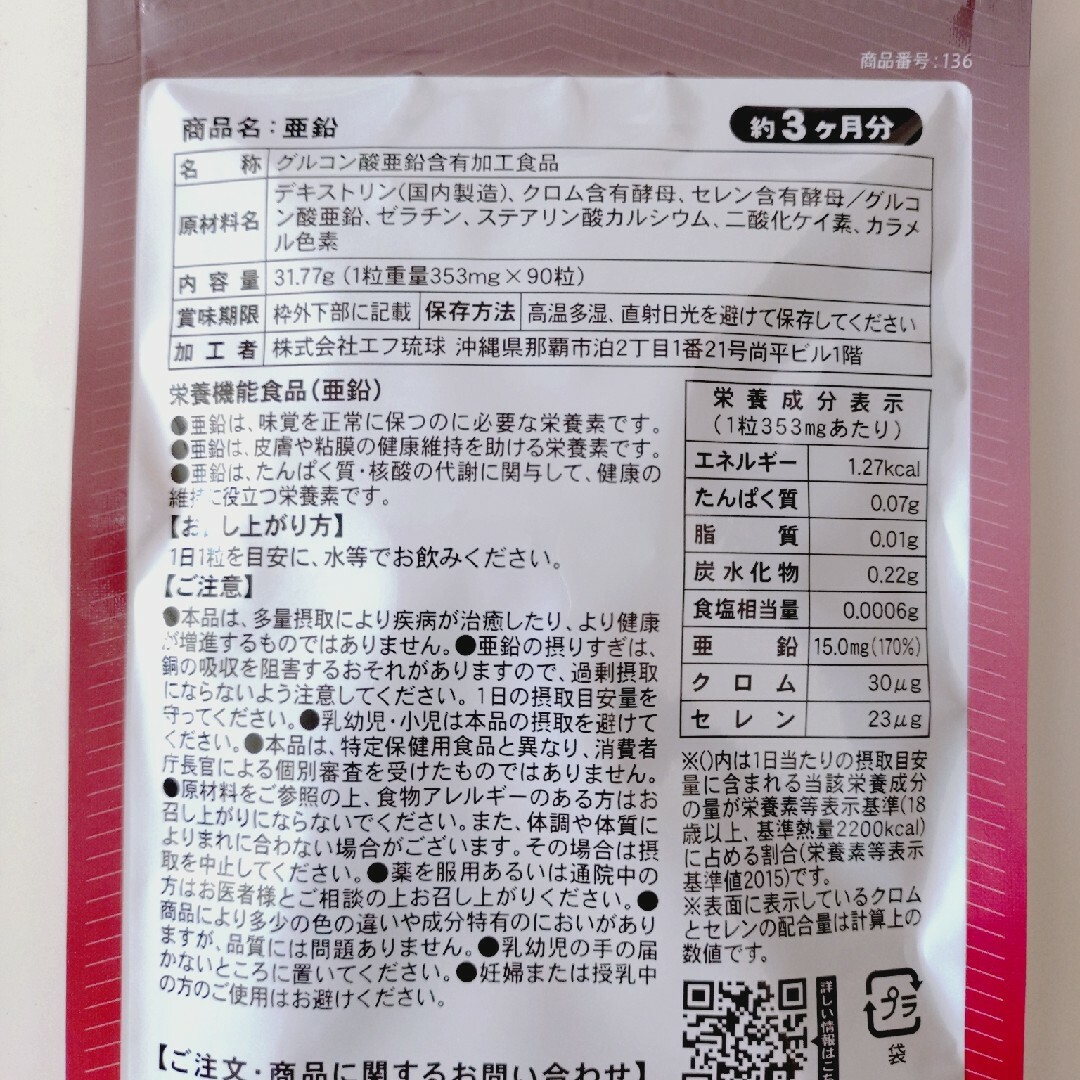 商品番号:136
商品名:亜鉛
約3ヶ月分
名称 グルコン酸亜鉛含有加工食品
原材料名 デキストリン(国内製造)、クロム含有酵母、セレン含有酵母／グルコ
ン酸亜鉛、ゼラチン、ステアリン酸カルシウム、二酸化ケイ素、カラメ
ル色素
内容量 31.77g (1粒重量353mg×90粒)
賞味期限 枠外下部に記載 保存方法 高温多湿、直射日光を避けて保存してください
加工者 株式会社エフ琉球 沖縄県那覇市泊2丁目1番21号尚平ビル1階
栄養機能食品(亜鉛)
●亜鉛は、味覚を正常に保つのに必要な栄養素です。
●亜鉛は、皮膚や粘膜の健康維持を助ける栄養素です。
●亜鉛は、たんぱく質・核酸の代謝に関与して、健康の
維持に役立つ栄養素です。
【お召し上がり方】
1日1粒を目安に、水等でお飲みください。
【ご注意】
●本品は、多量摂取により疾病が治癒したり、より健康
が増進するものではありません。●亜鉛の摂りすぎは、
銅の吸収を阻害するおそれがありますので、過剰摂取
にならないよう注意してください。1日の摂取目安量を
守ってください。●乳幼児・小児は本品の摂取を避けて
ください。●本品は、特定保健用食品と異なり、消費者
庁長官による個別審査を受けたものではありません。
●原材料をご参照の上、食物アレルギーのある方はお
召し上がりにならないでください。また、体調や体質に
よりまれに合わない場合がございます。その場合は摂
取を中止してください。●薬を服用あるいは通院中の
方はお医者様とご相談の上お召し上がりください。●
商品により多少の色の違いや成分特有のにおいがあり
ますが、品質には問題ありません。●乳幼児の手の届
かないところに置いてください。●妊婦または授乳中
の方のご使用はお避けください。
【ご注文・商品に関するお問い合わせ】
栄養成分表示
(1粒353mgあたり)
エネルギー 1.27kcal
たんぱく質 0.07g
脂質 0.01g
炭水化物 0.22g
食塩相当量 0.0006g
亜鉛 15.0mg(170%)
クロム 30μg
セレン 23μg
※()内は1日当たりの摂取目安
量に含まれる当該栄養成分
の量が栄養素等表示基準(18
歳以上、基準熱量2200kcal)
に占める割合(栄養素等表示
基準値2015)です。
※表面に表示しているクロム
とセレンの配合量は計算上の
数値です。
詳しい情報はこち
プラ
袋